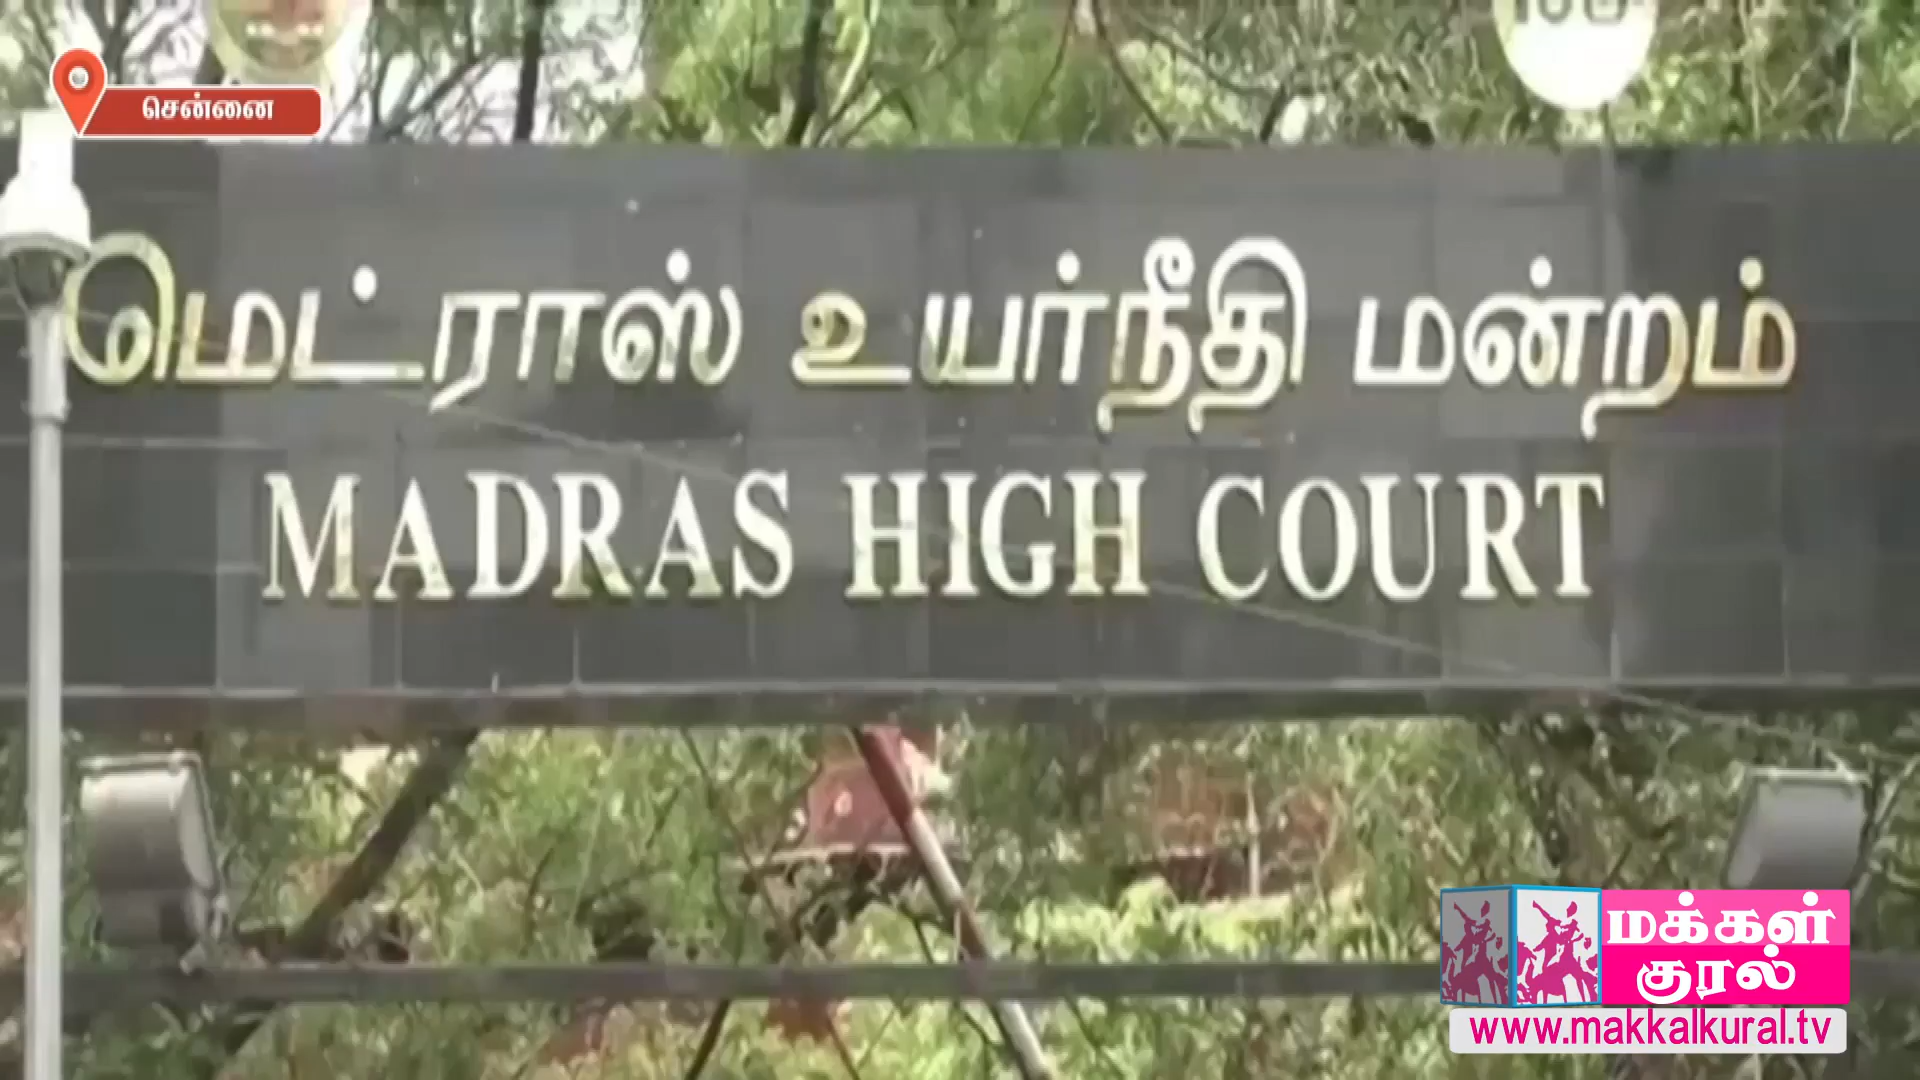 சென்னை
மெட்ராஸ் உயர்நீதி மன்றம்
MADRAS HIGH COURT
மக்கள்
குரல்
www.makkalkural.tv